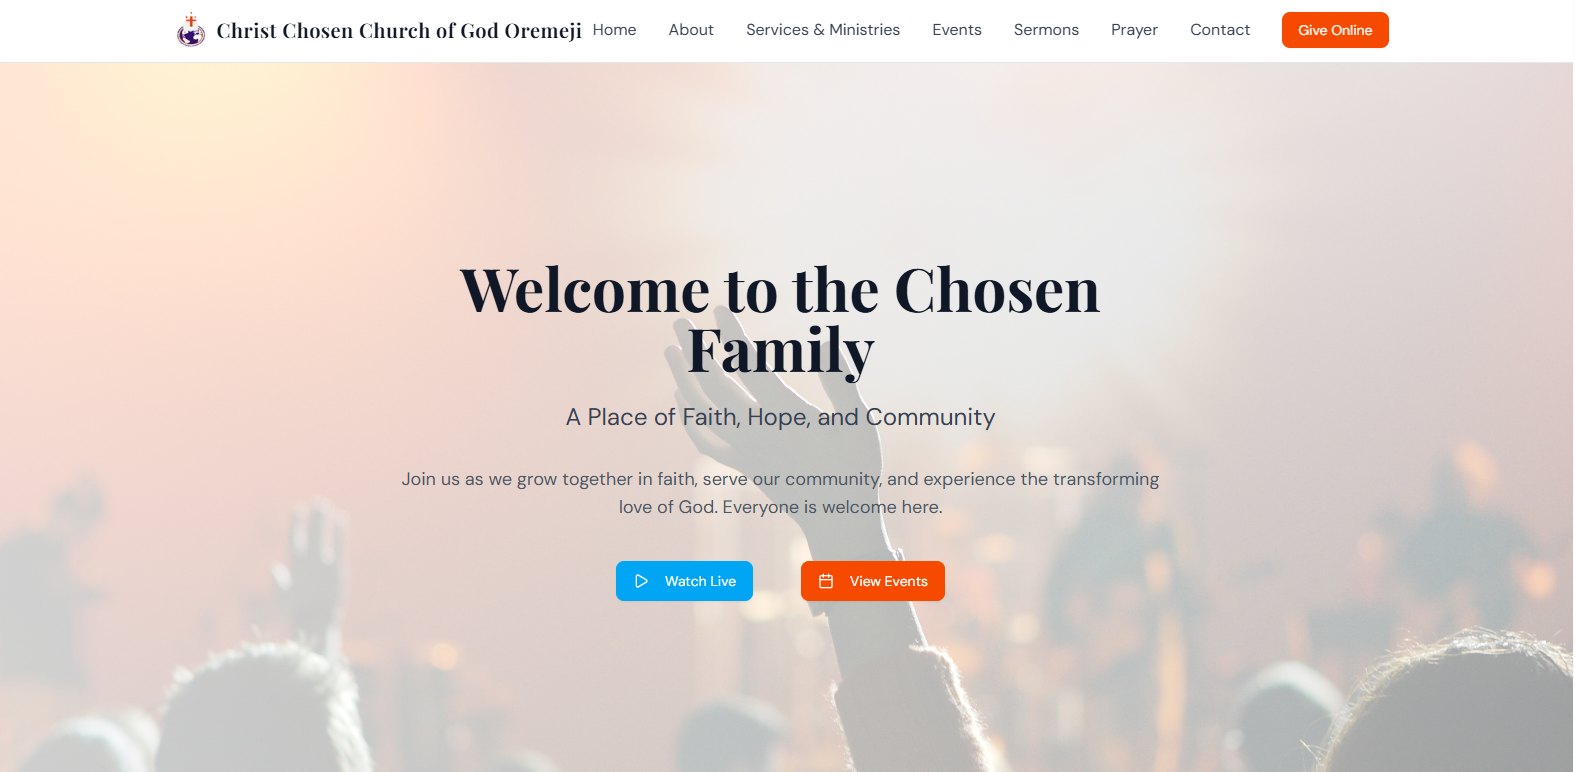 Christ Chosen Church of God Oremeji Home About Services & Ministries Events Sermons Prayer Contact Give Online
Welcome to the Chosen
Family
A Place of Faith, Hope, and Community
Join us as we grow together in faith, serve our community, and experience the transforming
love of God. Everyone is welcome here.
Watch Live View Events